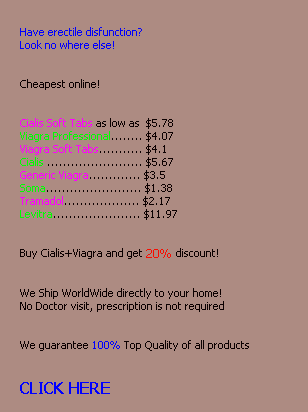 Have erectile disfunction?
Look no where else!
Cheapest online!
Cialis Soft Tabs as low as $5.78
........ $4.07
Viagra Soft Tabs........... $4.1
......................... $5.67
Generic Viagra............. $3.5
......................... $1.38
Tramadol.................... $2.17
....................... $11.97
Buy Cialis+Viagra and get 20% discount!
We Ship WorldWide directly to your home!
No Doctor visit, prescription is not required
We guarantee 100% Top Quality of all products
CLICK HERE